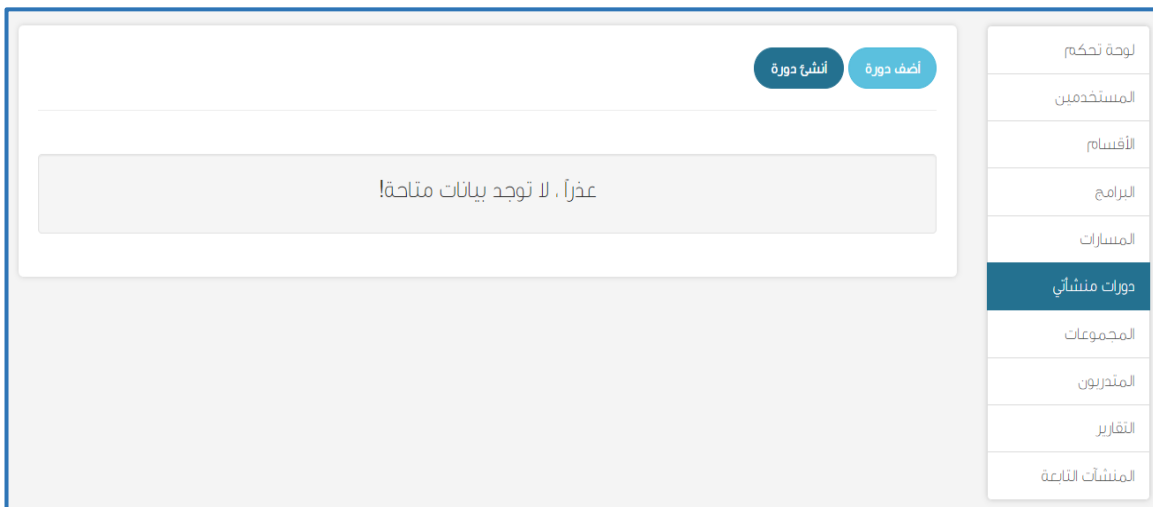 لوحة تحكم
المستخدمين
الأقسام
البرامج
المسارات
دورات منشأتي
المجموعات
المتدربون
التقارير
المنشآت التابعة
أضف دورة
أنشئ دورة
عذراً ، لا توجد بيانات متاحة!